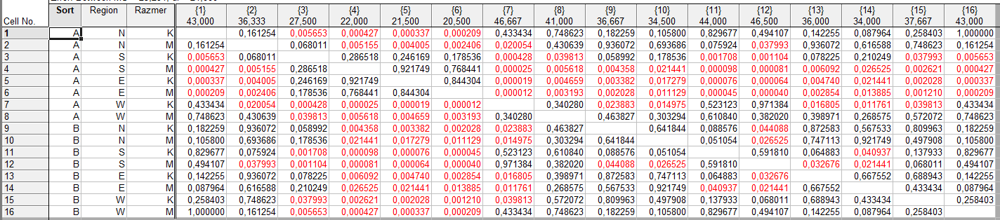 Sort Region Razmer {1} {2} {3} {4} {5} {6} {7} {8} {9} {10} {11} {12} {13} {14} {15} {16}
Cell No. 43,000 36,333 27,500 22,000 21,500 20,500 46,667 41,000 36,667 34,500 44,000 46,500 36,000 34,000 37,667 43,000
1 A N K 0,161254 0,005653 0,000427 0,000337 0,000209 0,433434 0,748623 0,182259 0,105800 0,829677 0,494107 0,142255 0,087964 0,258403 1,000000
2 A N M 0,161254 0,068011 0,005155 0,004005 0,002406 0,020054 0,430639 0,936072 0,693686 0,075924 0,037993 0,936072 0,616588 0,748623 0,161254
3 A S K 0,005653 0,068011 0,286518 0,246169 0,178536 0,000428 0,039813 0,058992 0,178536 0,001708 0,001104 0,078225 0,210249 0,037993 0,005653
4 A S M 0,000427 0,005155 0,286518 0,921749 0,768441 0,000025 0,005618 0,004358 0,021441 0,000098 0,000081 0,006092 0,026525 0,002621 0,000427
5 A E K 0,000337 0,004005 0,246169 0,921749 0,844304 0,000019 0,004659 0,003382 0,017279 0,000076 0,000064 0,004740 0,021441 0,002028 0,000337
6 A E M 0,000209 0,002406 0,178536 0,768441 0,844304 0,000012 0,003193 0,002028 0,011129 0,000045 0,000040 0,002854 0,013885 0,001210 0,000209
7 A W K 0,433434 0,020054 0,000428 0,000025 0,000019 0,000012 0,340280 0,023883 0,014975 0,523123 0,971384 0,016805 0,011761 0,039813 0,433434
8 A W M 0,748623 0,430639 0,039813 0,005618 0,004659 0,003193 0,340280 0,463827 0,303294 0,610840 0,382020 0,398971 0,268575 0,572072 0,748623
9 B N K 0,182259 0,936072 0,058992 0,004358 0,003382 0,002028 0,023883 0,463827 0,641844 0,088576 0,044088 0,872583 0,567533 0,809963 0,182259
10 B N M 0,105800 0,693686 0,178536 0,021441 0,017279 0,011129 0,014975 0,303294 0,641844 0,051054 0,026525 0,747113 0,921749 0,497908 0,105800
11 B S K 0,829677 0,075924 0,001708 0,000098 0,000076 0,000045 0,523123 0,610840 0,088576 0,051054 0,591810 0,064883 0,040937 0,137933 0,829677
12 B S M 0,494107 0,037993 0,001104 0,000081 0,000064 0,000040 0,971384 0,382020 0,044088 0,026525 0,591810 0,032676 0,021441 0,068011 0,494107
13 B E K 0,142255 0,936072 0,078225 0,006092 0,004740 0,002854 0,016805 0,398971 0,872583 0,747113 0,064883 0,032676 0,667552 0,688943 0,142255
14 B E M 0,087964 0,616588 0,210249 0,026525 0,021441 0,013885 0,011761 0,268575 0,567533 0,921749 0,040937 0,021441 0,667552 0,433434 0,087964
15 B W K 0,258403 0,748623 0,037993 0,002621 0,002028 0,001210 0,039813 0,572072 0,809963 0,497908 0,137933 0,068011 0,688943 0,433434 0,258403
16 B W M 1,000000 0,161254 0,005653 0,000427 0,000337 0,000209 0,433434 0,748623 0,182259 0,105800 0,829677 0,494107 0,142255 0,087964 0,258403